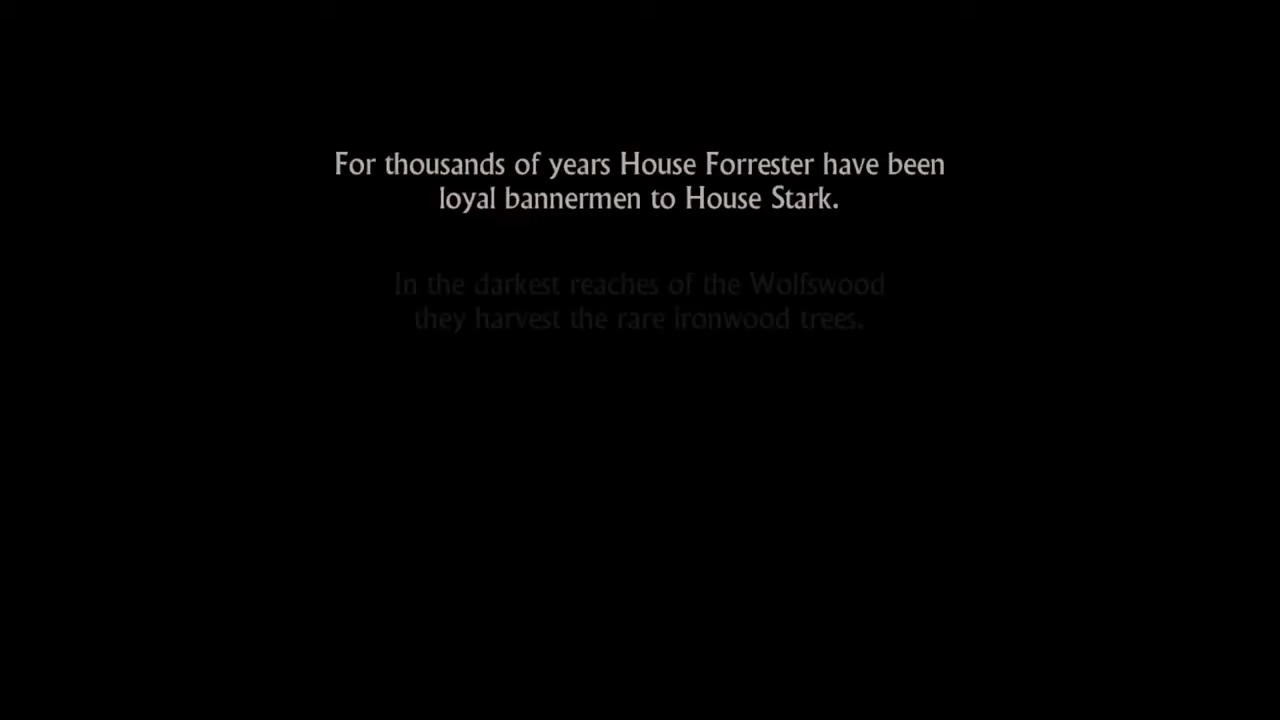 For thousands of years House Forrester have been
loyal bannermen to House Stark.
In the darkest reaches of the Wolfswood
they harvest the rare ironwood trees.